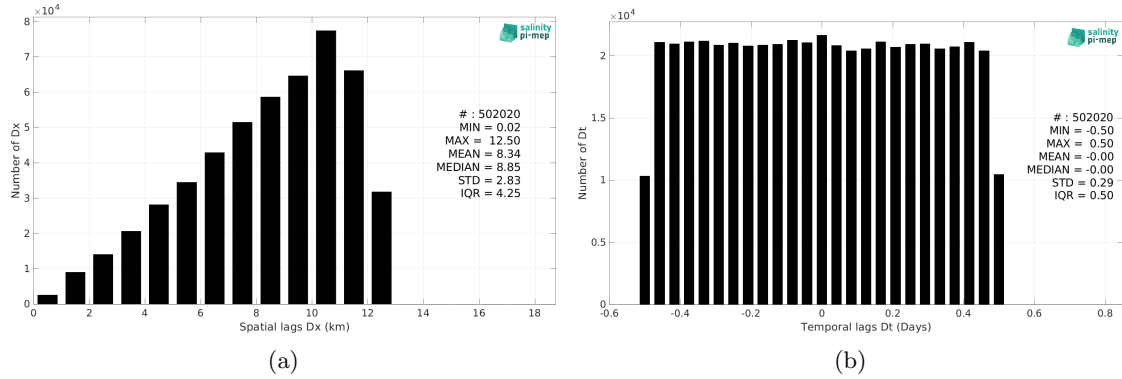 ×10⁴
8
7
6
5
4
3
2
1
0
Number of Dx
salinity
pi-mep
# : 502020
MIN = 0.02
MAX = 12.50
MEAN = 8.34
MEDIAN = 8.85
STD = 2.83
IQR = 4.25
0 2 4 6 8 10 12 14 16 18
Spatial lags Dx (km)
(a)
×10⁴
2
1.5
1
0.5
0
Number of Dt
salinity
pi-mep
# : 502020
MIN = -0.50
MAX = 0.50
MEAN = -0.00
MEDIAN = -0.00
STD = 0.29
IQR = 0.50
-0.6 -0.4 -0.2 0 0.2 0.4 0.6 0.8
Temporal lags Dt (Days)
(b)